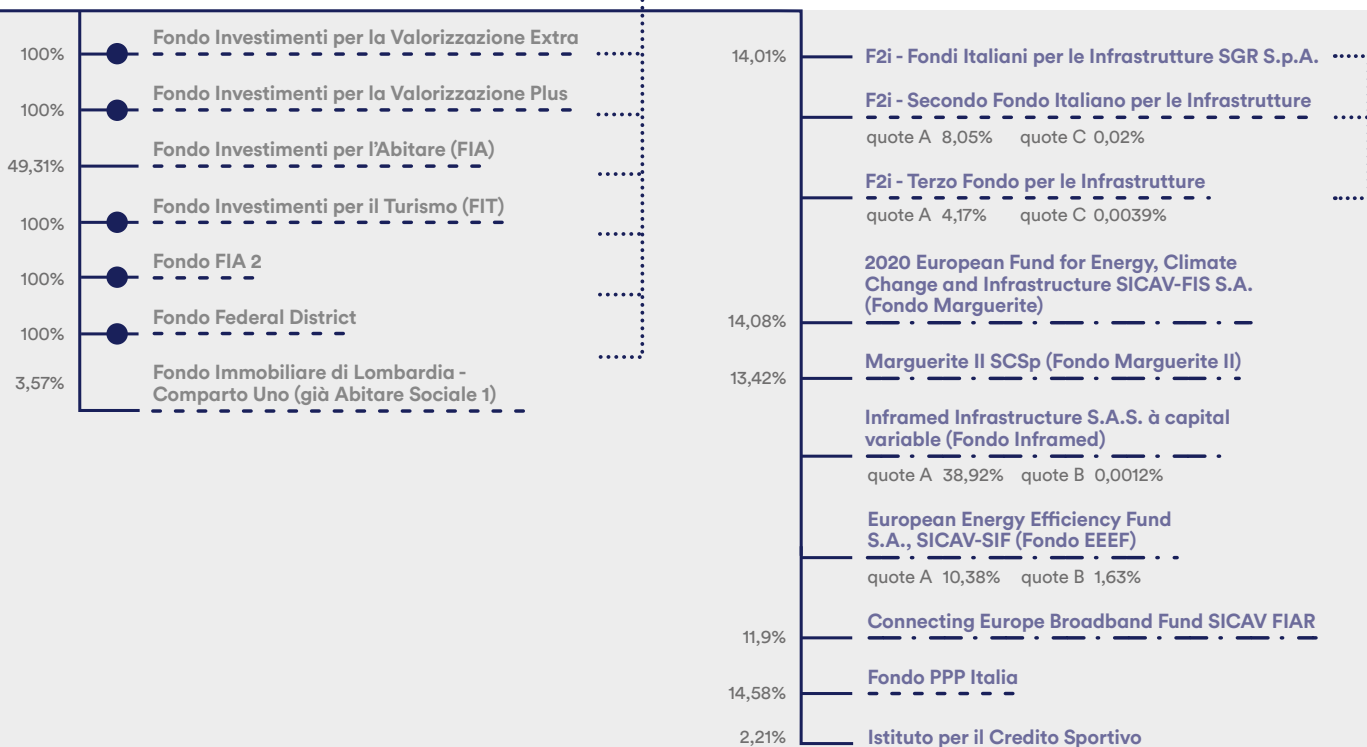 100%
Fondo Investimenti per la Valorizzazione Extra
100%
Fondo Investimenti per la Valorizzazione Plus
49,31%
Fondo Investimenti per l'Abitare (FIA)
100%
Fondo Investimenti per il Turismo (FIT)
100%
Fondo FIA 2
100%
Fondo Federal District
3,57%
Fondo Immobiliare di Lombardia -
Comparto Uno (già Abitare Sociale 1)
14,01%
F2i - Fondi Italiani per le Infrastrutture SGR S.p.A.
F2i - Secondo Fondo Italiano per le Infrastrutture
quote A 8,05% quote C 0,02%
F2i - Terzo Fondo per le Infrastrutture
quote A 4,17% quote C 0,0039%
2020 European Fund for Energy, Climate
Change and Infrastructure SICAV-FIS S.A.
(Fondo Marguerite)
14,08%
Marguerite II SCSp (Fondo Marguerite II)
13,42%
Inframed Infrastructure S.A.S. à capital
variable (Fondo Inframed)
quote A 38,92% quote B 0,0012%
European Energy Efficiency Fund
S.A., SICAV-SIF (Fondo EEEF)
quote A 10,38% quote B 1,63%
Connecting Europe Broadband Fund SICAV FIAR
11,9%
Fondo PPP Italia
14,58%
2,21%
Istituto per il Credito Sportivo